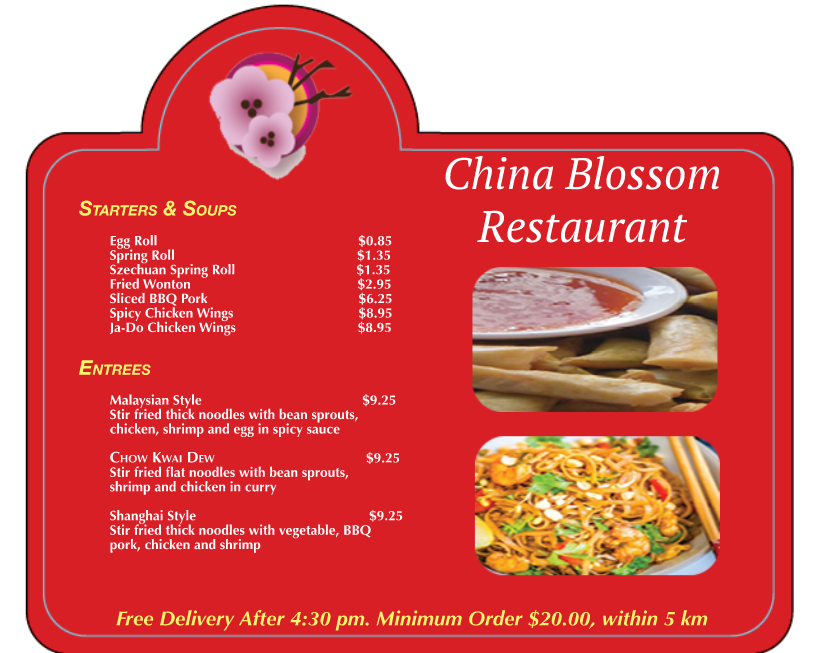 China Blossom
Restaurant
Starters & Soups
Egg Roll $0.85
Spring Roll $1.35
Szechuan Spring Roll $1.35
Fried Wonton $2.95
Sliced BBQ Pork $6.25
Spicy Chicken Wings $8.95
Ja-Do Chicken Wings $8.95
Entrees
Malaysian Style $9.25
Stir fried thick noodles with bean sprouts,
chicken, shrimp and egg in spicy sauce
Chow Kwai Dew $9.25
Stir fried flat noodles with bean sprouts,
shrimp and chicken in curry
Shanghai Style $9.25
Stir fried thick noodles with vegetable, BBQ
pork, chicken and shrimp
Free Delivery After 4:30 pm. Minimum Order $20.00, within 5 km